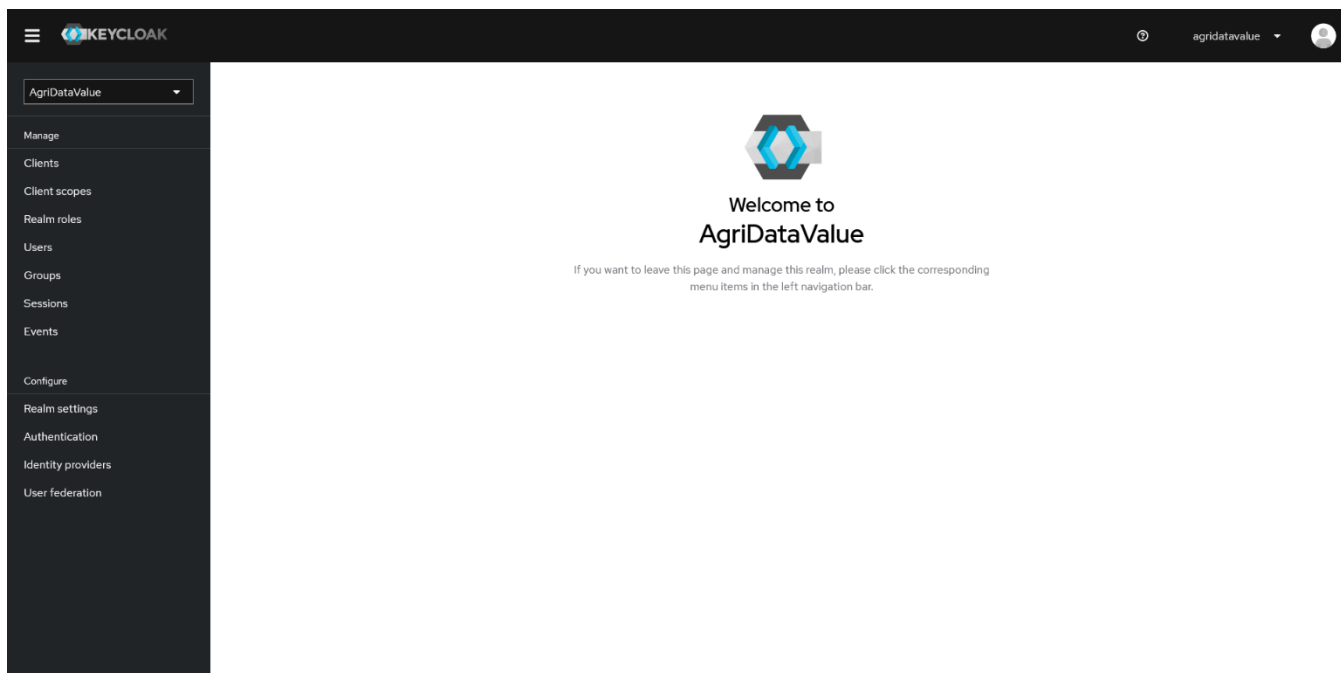 KEYCLOAK
agridatavalue
AgriDataValue
Manage
Clients
Client scopes
Realm roles
Users
Groups
Sessions
Events
Configure
Realm settings
Authentication
Identity providers
User federation
Welcome to
AgriDataValue
If you want to leave this page and manage this realm, please click the corresponding
menu items in the left navigation bar.